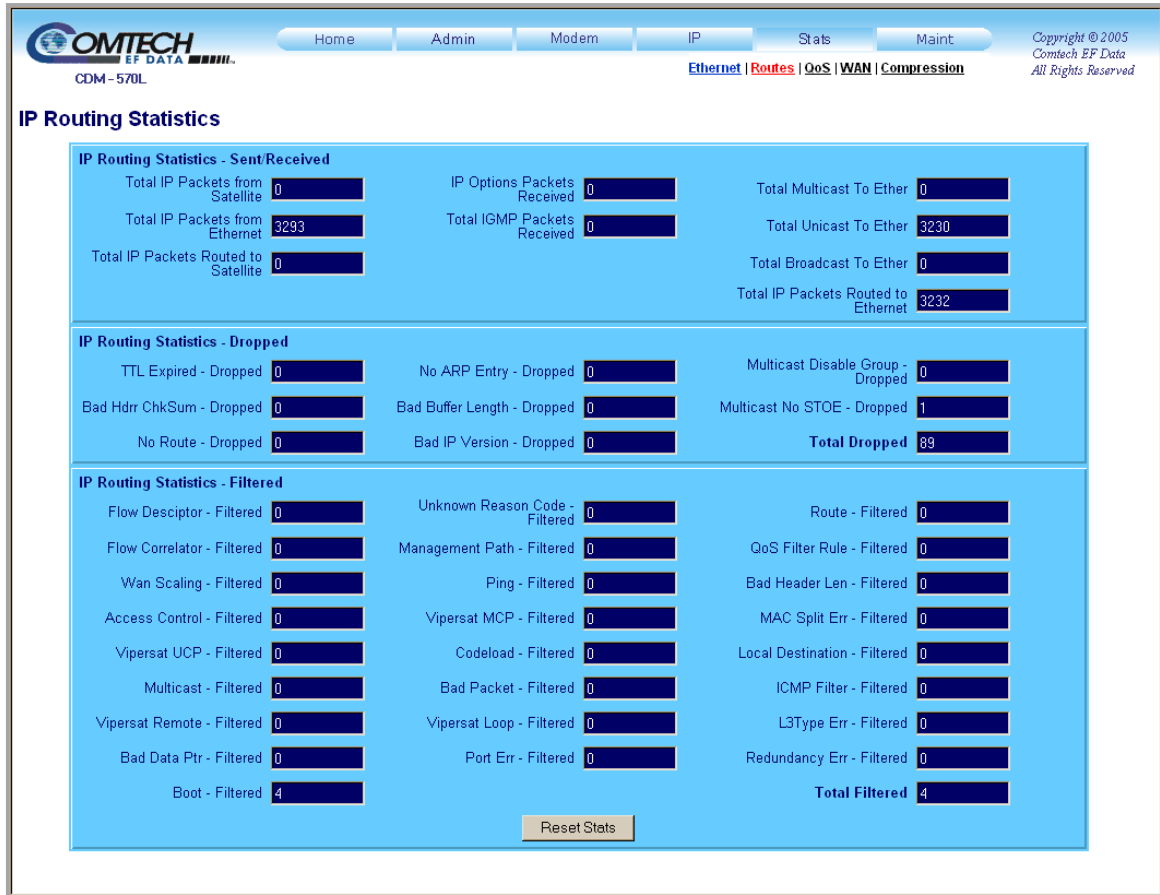 COMTECH
EF DATA
CDM - 570L
Home Admin Modem IP Stats Maint
Ethernet | Routes | QoS | WAN | Compression
Copyright © 2005
Comtech EF Data
All Rights Reserved
IP Routing Statistics
IP Routing Statistics - Sent/Received
Total IP Packets from Satellite 0
IP Options Packets Received 0
Total Multicast To Ether 0
Total IP Packets from Ethernet 3293
Total IGMP Packets Received 0
Total Unicast To Ether 3230
Total IP Packets Routed to Satellite 0
Total Broadcast To Ether 0
Total IP Packets Routed to Ethernet 3232
IP Routing Statistics - Dropped
TTL Expired - Dropped 0
No ARP Entry - Dropped 0
Multicast Disable Group - Dropped 0
Bad Hdrr ChkSum - Dropped 0
Bad Buffer Length - Dropped 0
Multicast No STOE - Dropped 1
No Route - Dropped 0
Bad IP Version - Dropped 0
Total Dropped 89
IP Routing Statistics - Filtered
Flow Desciptor - Filtered 0
Unknown Reason Code - Filtered 0
Route - Filtered 0
Flow Correlator - Filtered 0
Management Path - Filtered 0
QoS Filter Rule - Filtered 0
Wan Scaling - Filtered 0
Ping - Filtered 0
Bad Header Len - Filtered 0
Access Control - Filtered 0
Vipersat MCP - Filtered 0
MAC Split Err - Filtered 0
Vipersat UCP - Filtered 0
Codeload - Filtered 0
Local Destination - Filtered 0
Multicast - Filtered 0
Bad Packet - Filtered 0
ICMP Filter - Filtered 0
Vipersat Remote - Filtered 0
Vipersat Loop - Filtered 0
L3Type Err - Filtered 0
Bad Data Ptr - Filtered 0
Port Err - Filtered 0
Redundancy Err - Filtered 0
Boot - Filtered 4
Total Filtered 4
Reset Stats